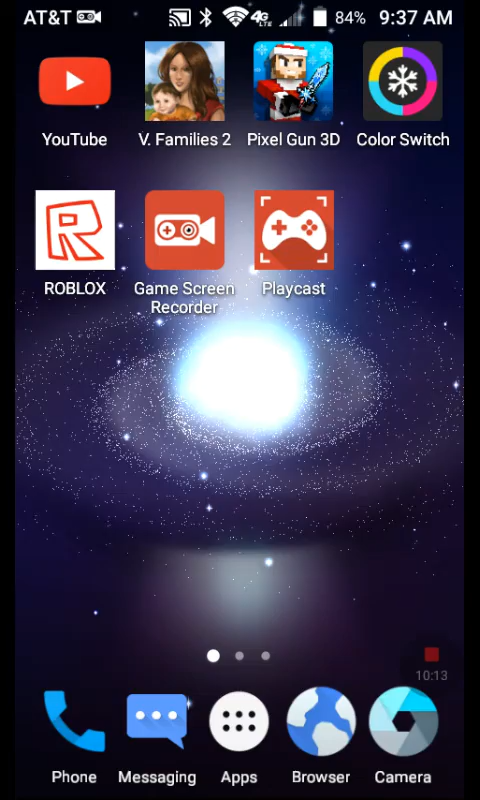 AT&T 4G LTE 84% 9:37 AM
YouTube V. Families 2 Pixel Gun 3D Color Switch
R
ROBLOX Game Screen Playcast
Recorder
10:13
Phone Messaging Apps Browser Camera